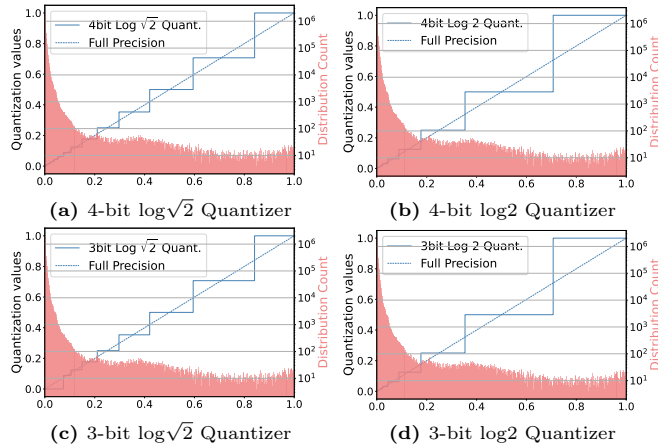 4bit Log √2 Quant.
Full Precision
Quantization values
Distribution Count
1.0
0.8
0.6
0.4
0.2
0.0
10⁶
10⁵
10⁴
10³
10²
10¹
0.0 0.2 0.4 0.6 0.8 1.0
(a) 4-bit log√2 Quantizer
4bit Log 2 Quant.
Full Precision
Quantization values
Distribution Count
1.0
0.8
0.6
0.4
0.2
0.0
10⁶
10⁵
10⁴
10³
10²
10¹
0.0 0.2 0.4 0.6 0.8 1.0
(b) 4-bit log2 Quantizer
3bit Log √2 Quant.
Full Precision
Quantization values
Distribution Count
1.0
0.8
0.6
0.4
0.2
0.0
10⁶
10⁵
10⁴
10³
10²
10¹
0.0 0.2 0.4 0.6 0.8 1.0
(c) 3-bit log√2 Quantizer
3bit Log 2 Quant.
Full Precision
Quantization values
Distribution Count
1.0
0.8
0.6
0.4
0.2
0.0
10⁶
10⁵
10⁴
10³
10²
10¹
0.0 0.2 0.4 0.6 0.8 1.0
(d) 3-bit log2 Quantizer